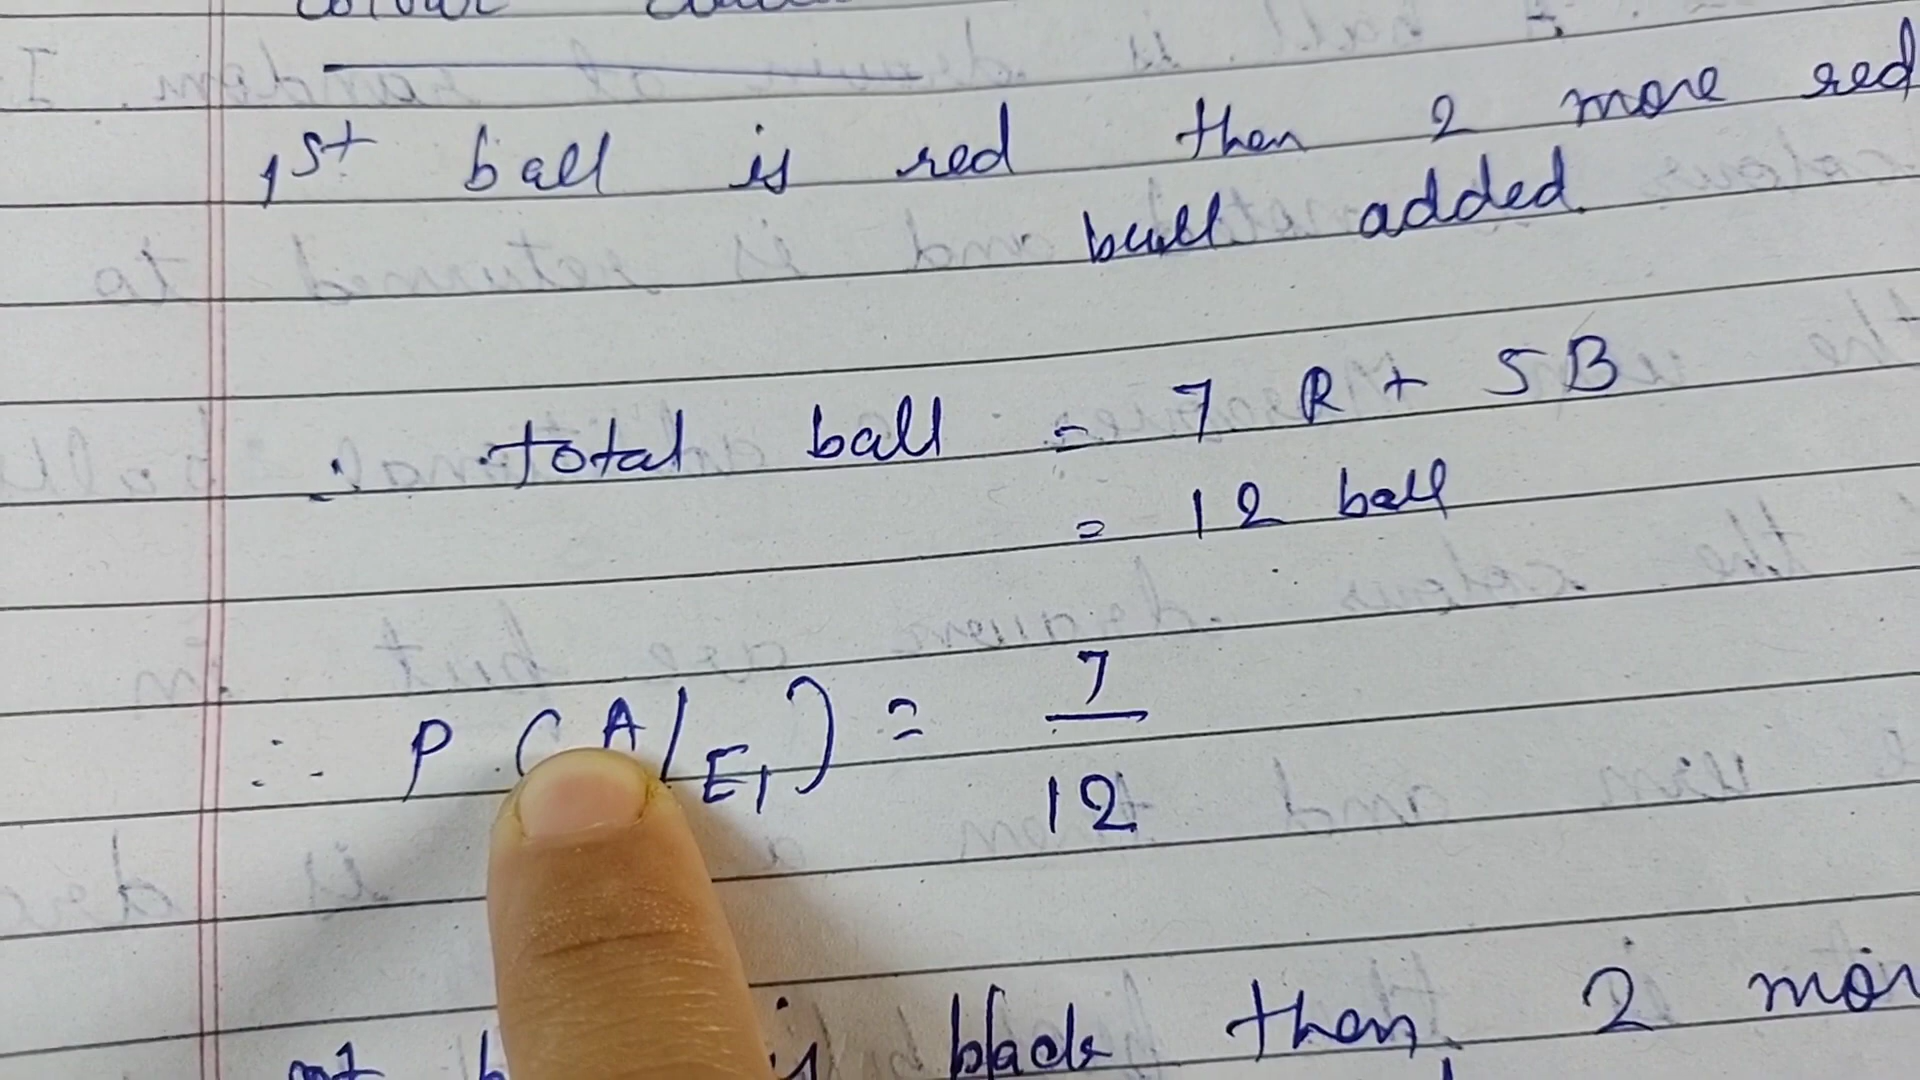 1st ball is red then 2 more red
ball added.
∴ total ball = 7 R + 5 B
= 12 ball
∴ P (A/E1) = 7/12
is black then 2 mor